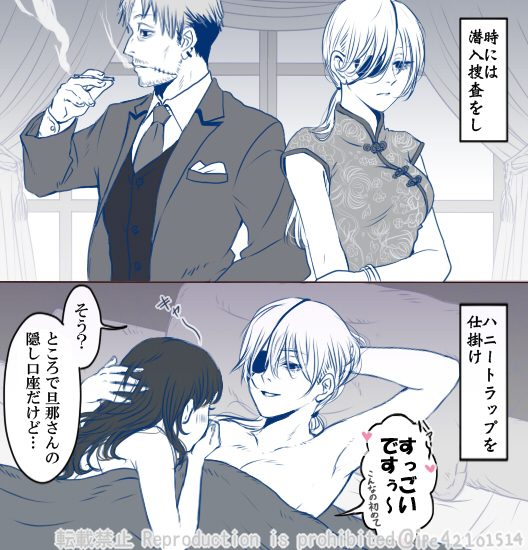 時には
潜入捜査をし
ハニートラップを
仕掛け
そう?
ところで旦那さんの
隠し口座だけど…
すっごい
ですぅ〜
こんなの初めて
転載禁止 Reproduction is prohibited@jpg42101514